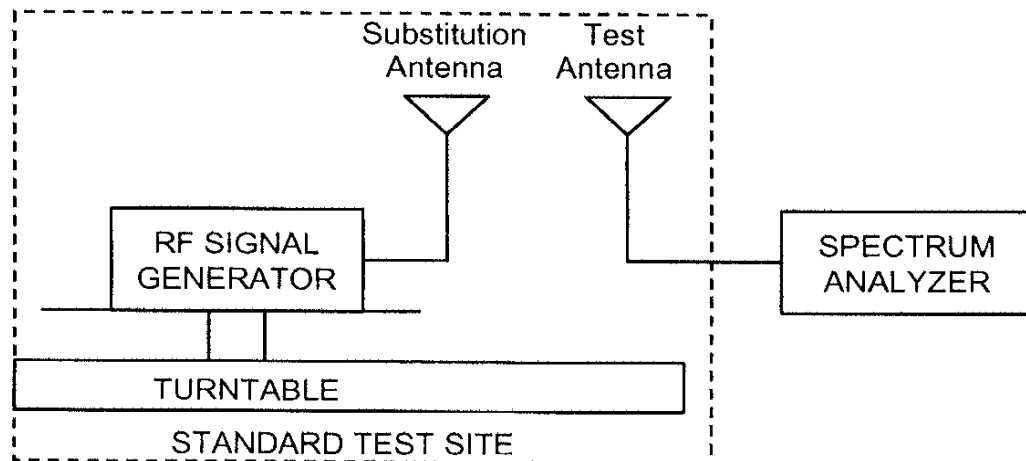 Substitution
Antenna
Test
Antenna
RF SIGNAL
GENERATOR
SPECTRUM
ANALYZER
TURNTABLE
STANDARD TEST SITE